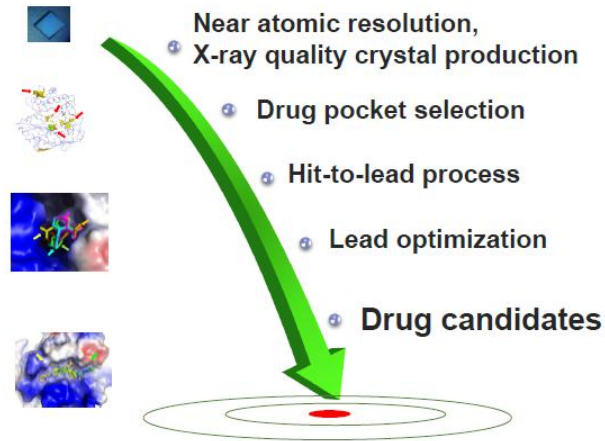 Near atomic resolution,
X-ray quality crystal production
Drug pocket selection
Hit-to-lead process
Lead optimization
Drug candidates